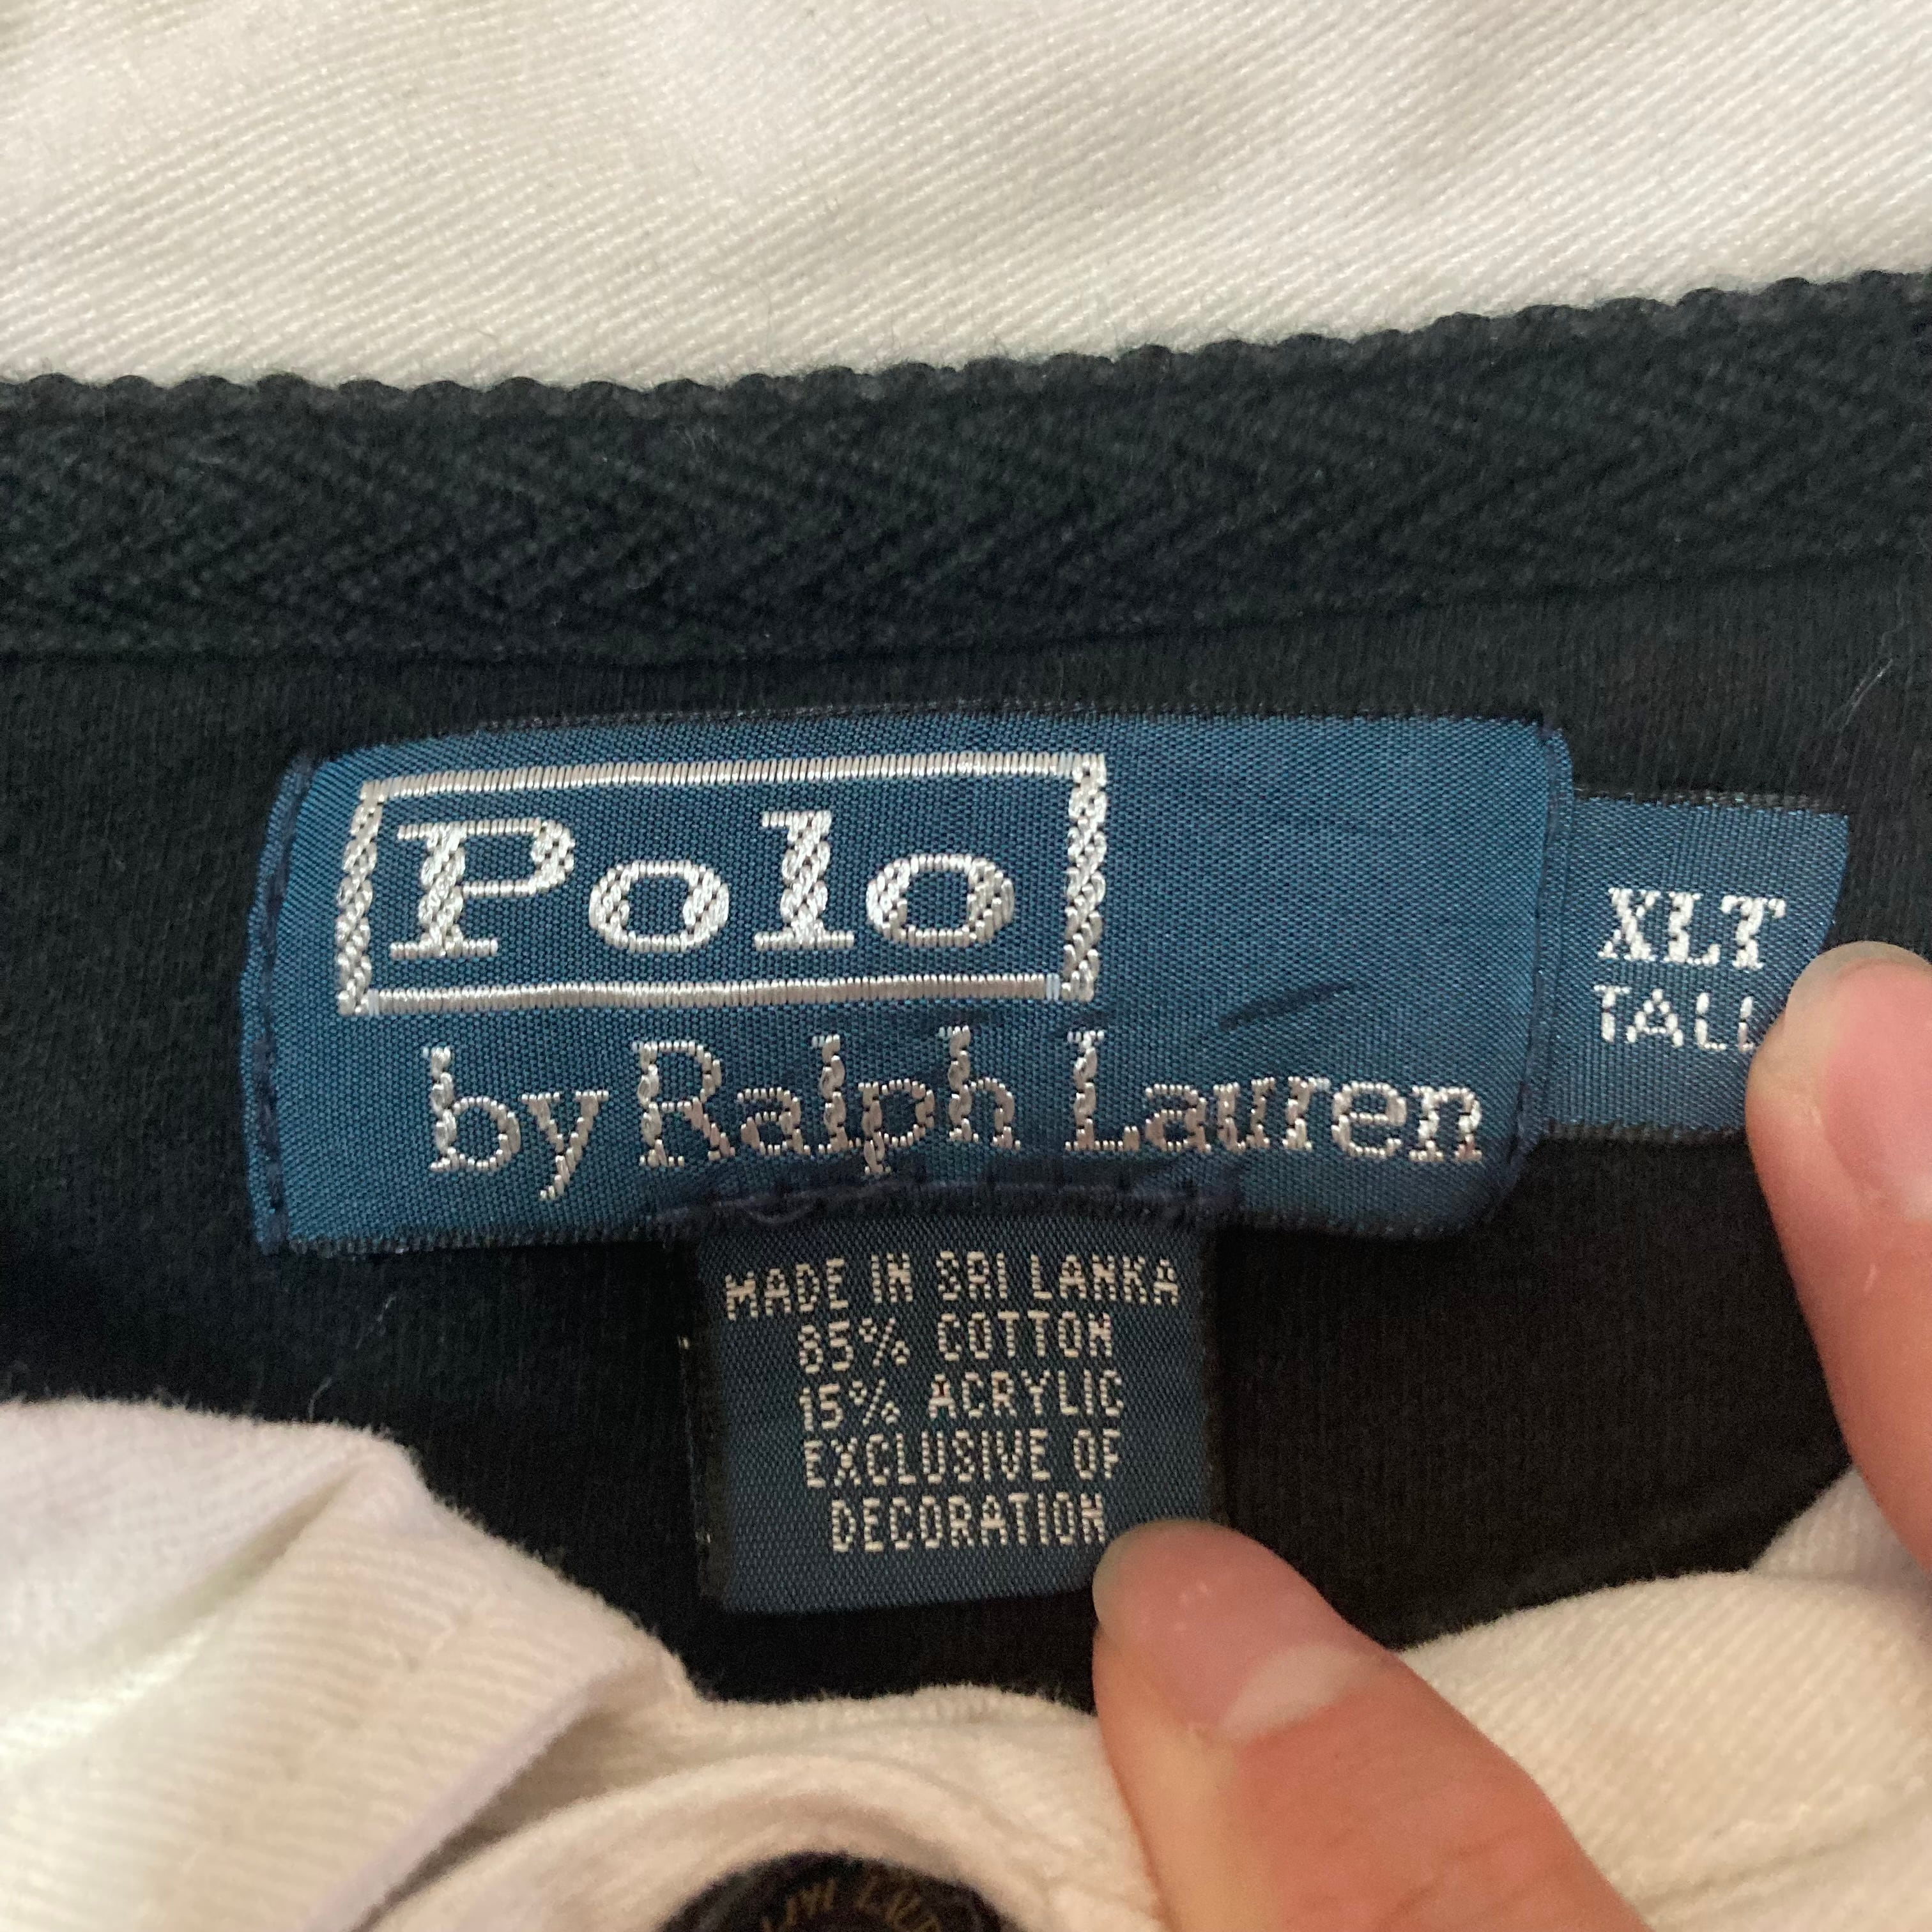 Polo
by Ralph Lauren
XLT
TALL
MADE IN SRI LANKA
85% COTTON
15% ACRYLIC
EXCLUSIVE OF
DECORATION